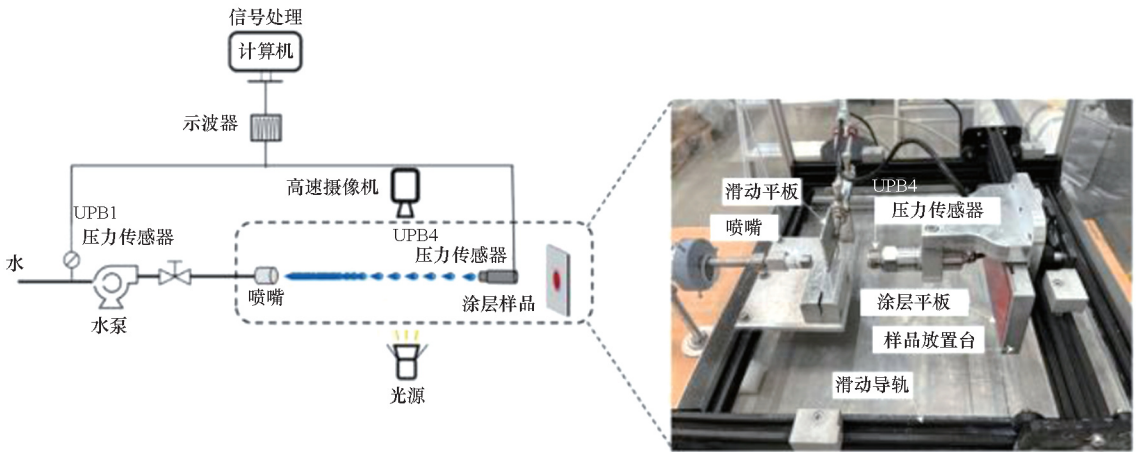 信号处理
计算机
示波器
高速摄像机
UPB1
压力传感器
水
水泵
喷嘴
UPB4
压力传感器
涂层样品
光源
滑动平板
喷嘴
UPB4
压力传感器
涂层平板
样品放置台
滑动导轨